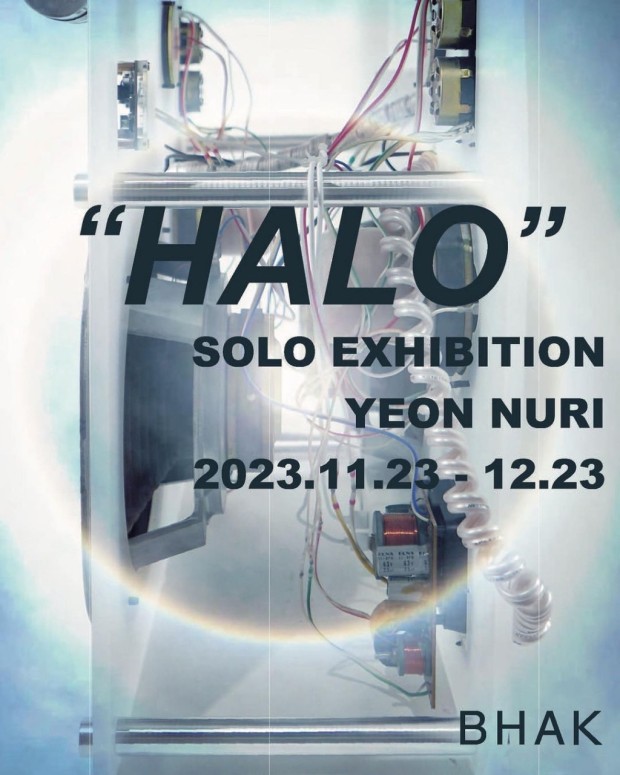 “HALO”
SOLO EXHIBITION
YEON NURI
2023.11.23 - 12.23
BHAK